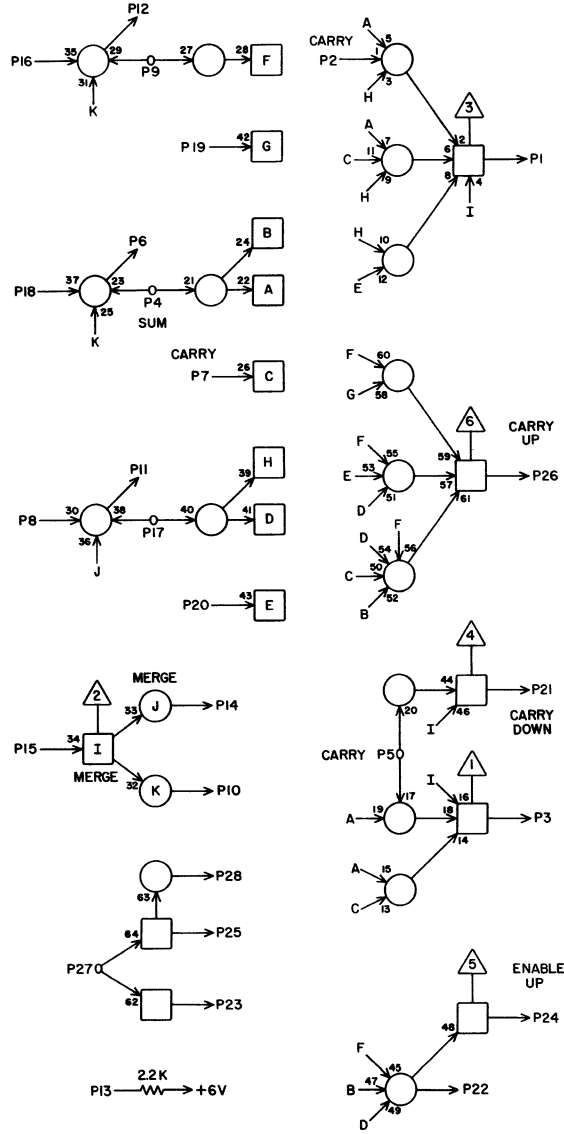 P12
P16 35 29 27 28 F
P9
31
K
P19 42 G
P6
B
24
P18 37 23 21 22 A
P4
25
SUM
K
CARRY
P7 26 C
P11
H
39
P8 30 38 40 41 D
P17
36
J
P20 43 E
2 MERGE
33 J P14
P15 34 I
MERGE
32 K P10
63 P28
64 P25
P27
62 P23
P13 2.2K +6V
A
5
CARRY
P2 1
3
H
3
A
7
2
C 11 6 P1
9
8
4
H
I
H
10
E
12
F
60
G
58
6
CARRY
UP
F
55
59
E 53 57 P26
51
61
D
F
D
54
56
C 50
52
B
4
44 P21
20
46
I
CARRY
DOWN
CARRY P5
1
I
17
16
A 19 18 P3
14
A
15
C
13
5
ENABLE
UP
48 P24
F
45
B 47 P22
49
D